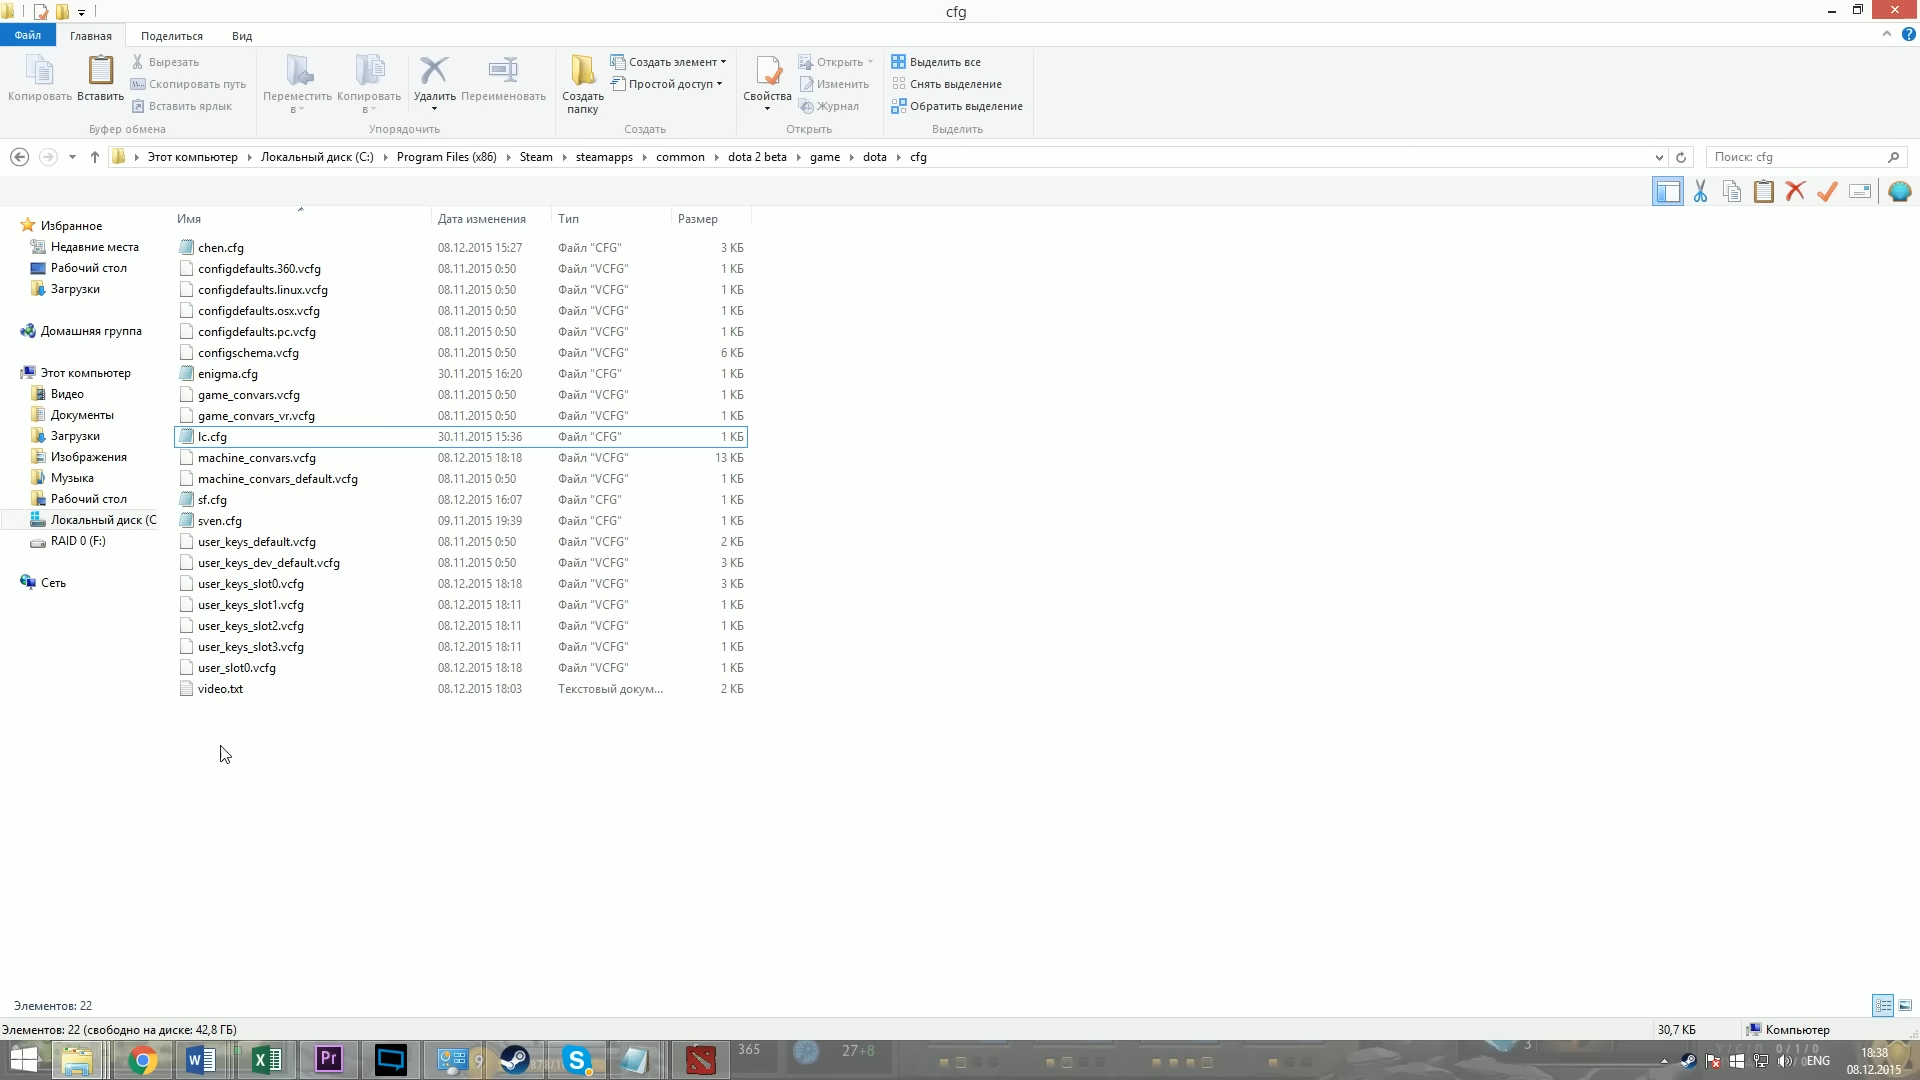 cfg
Файл Главная Поделиться Вид
Копировать Вставить Вырезать Скопировать путь Вставить ярлык
Переместить в Копировать в Удалить Переименовать
Создать папку Создать элемент Простой доступ
Свойства Открыть Изменить Журнал
Выделить все Снять выделение Обратить выделение
Буфер обмена Упорядочить Создать Открыть Выделить
Этот компьютер Локальный диск (C:) Program Files (x86) Steam steamapps common dota 2 beta game dota cfg Поиск: cfg
Избранное
Недавние места
Рабочий стол
Загрузки
Домашняя группа
Этот компьютер
Видео
Документы
Загрузки
Изображения
Музыка
Рабочий стол
Локальный диск (C
RAID 0 (F:)
Сеть
Имя Дата изменения Тип Размер
chen.cfg 08.12.2015 15:27 Файл "CFG" 3 КБ
configdefaults.360.vcfg 08.11.2015 0:50 Файл "VCFG" 1 КБ
configdefaults.linux.vcfg 08.11.2015 0:50 Файл "VCFG" 1 КБ
configdefaults.osx.vcfg 08.11.2015 0:50 Файл "VCFG" 1 КБ
configdefaults.pc.vcfg 08.11.2015 0:50 Файл "VCFG" 1 КБ
configschema.vcfg 08.11.2015 0:50 Файл "VCFG" 6 КБ
enigma.cfg 30.11.2015 16:20 Файл "CFG" 1 КБ
game_convars.vcfg 08.11.2015 0:50 Файл "VCFG" 1 КБ
game_convars_vr.vcfg 08.11.2015 0:50 Файл "VCFG" 1 КБ
lc.cfg 30.11.2015 15:36 Файл "CFG" 1 КБ
machine_convars.vcfg 08.12.2015 18:18 Файл "VCFG" 13 КБ
machine_convars_default.vcfg 08.11.2015 0:50 Файл "VCFG" 1 КБ
sf.cfg 08.12.2015 16:07 Файл "CFG" 1 КБ
sven.cfg 09.11.2015 19:39 Файл "CFG" 1 КБ
user_keys_default.vcfg 08.11.2015 0:50 Файл "VCFG" 2 КБ
user_keys_dev_default.vcfg 08.11.2015 0:50 Файл "VCFG" 3 КБ
user_keys_slot0.vcfg 08.12.2015 18:18 Файл "VCFG" 3 КБ
user_keys_slot1.vcfg 08.12.2015 18:11 Файл "VCFG" 1 КБ
user_keys_slot2.vcfg 08.12.2015 18:11 Файл "VCFG" 1 КБ
user_keys_slot3.vcfg 08.12.2015 18:11 Файл "VCFG" 1 КБ
user_slot0.vcfg 08.12.2015 18:18 Файл "VCFG" 1 КБ
video.txt 08.12.2015 18:03 Текстовый докум... 2 КБ
Элементов: 22
Элементов: 22 (свободно на диске: 42,8 ГБ) 30,7 КБ Компьютер
Pr 365 27+8 3 0/1/0 ENG 18:38
08.12.2015